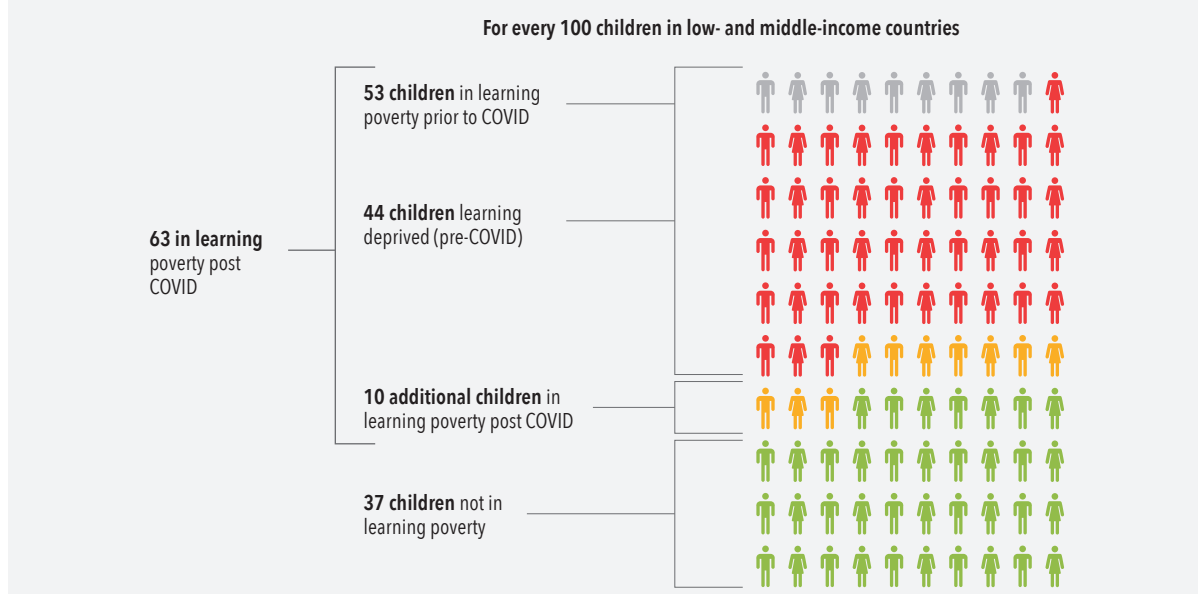 For every 100 children in low- and middle-income countries
63 in learning
poverty post
COVID
53 children in learning
poverty prior to COVID
44 children learning
deprived (pre-COVID)
10 additional children in
learning poverty post COVID
37 children not in
learning poverty